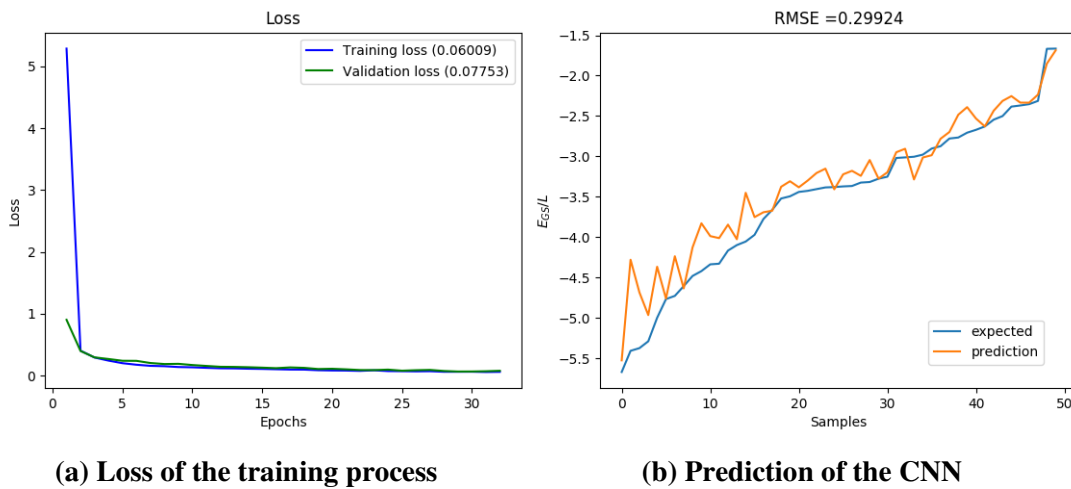 Loss
Training loss (0.06009)
Validation loss (0.07753)
5
4
3
2
1
0
Loss
0
5
10
15
20
25
30
Epochs
(a) Loss of the training process
RMSE =0.29924
-1.5
-2.0
-2.5
-3.0
-3.5
-4.0
-4.5
-5.0
-5.5
E_GS/L
expected
prediction
0
10
20
30
40
50
Samples
(b) Prediction of the CNN